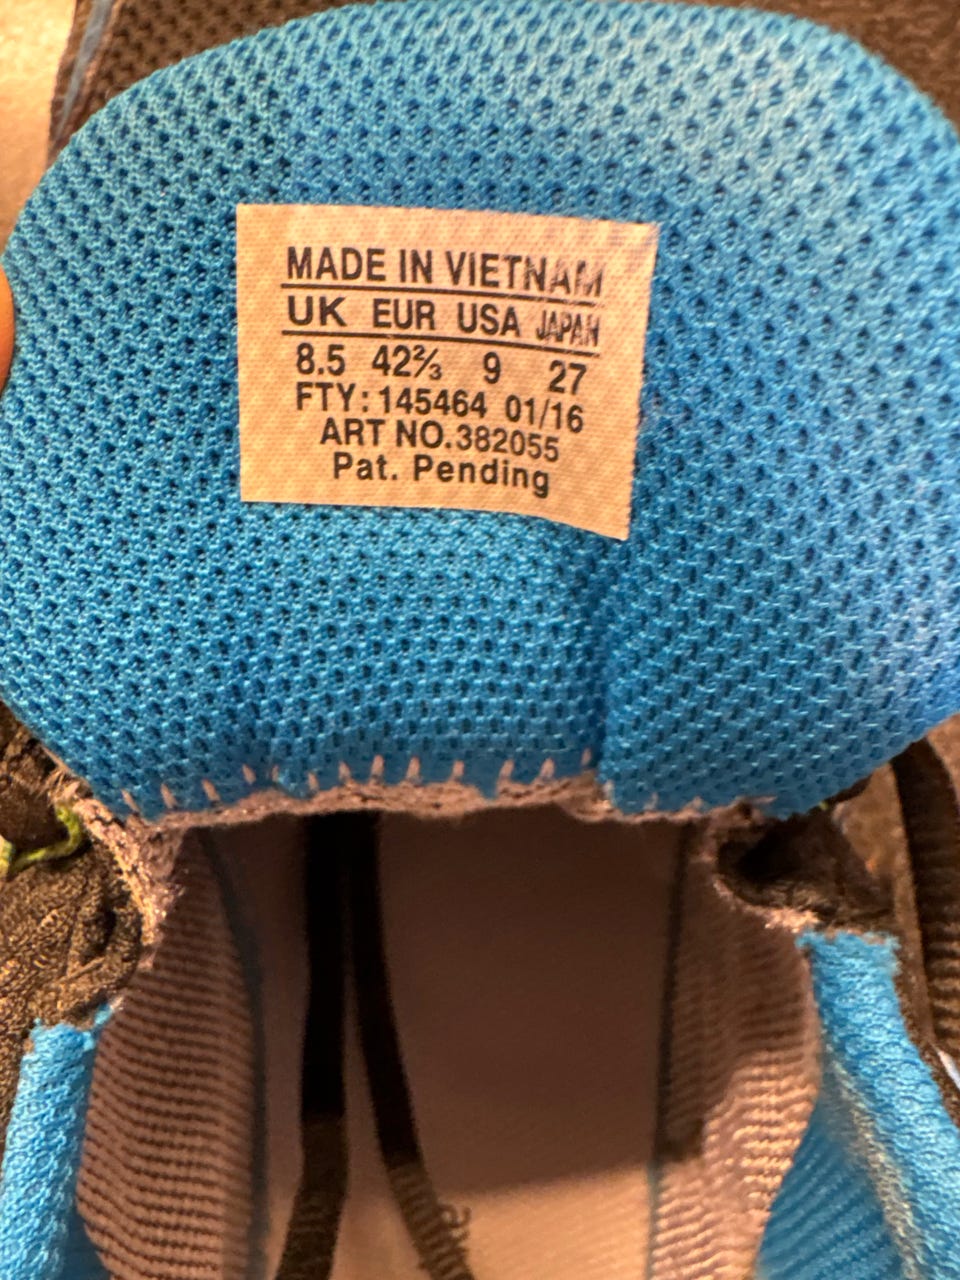 MADE IN VIETNAM
UK EUR USA JAPAN
8.5 42⅔ 9 27
FTY: 145464 01/16
ART NO.382055
Pat. Pending